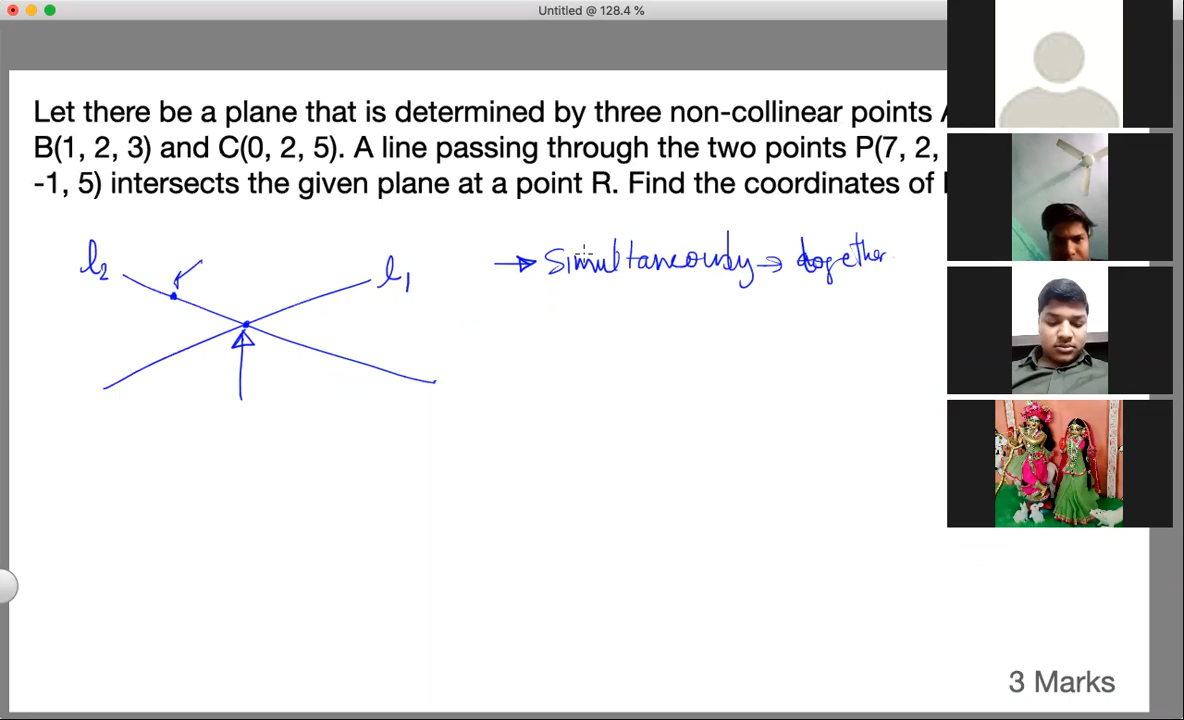 Untitled @ 128.4 %
Let there be a plane that is determined by three non-collinear points
B(1, 2, 3) and C(0, 2, 5). A line passing through the two points P(7, 2,
-1, 5) intersects the given plane at a point R. Find the coordinates of
l2
l1
→ Simultaneously → together
3 Marks